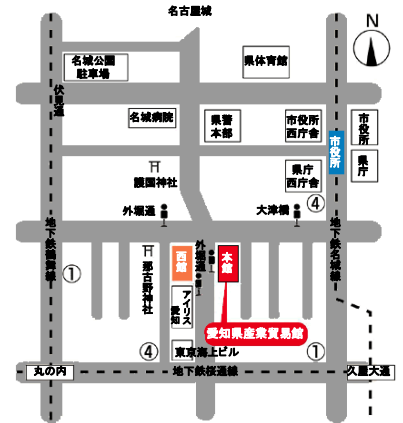 名古屋城
N
名城公園
駐車場
県体育館
伏見通
名城病院
県警
本部
市役所
西庁舎
市役所
市役所
県庁
護国神社
県庁
西庁舎
④
外堀通
大津橋
地下鉄鶴舞線
地下鉄名城線
①
那古野神社
西館
外堀通
本館
アイリス
愛知
愛知県産業貿易館
④
東京海上ビル
①
丸の内
地下鉄桜通線
久屋大通